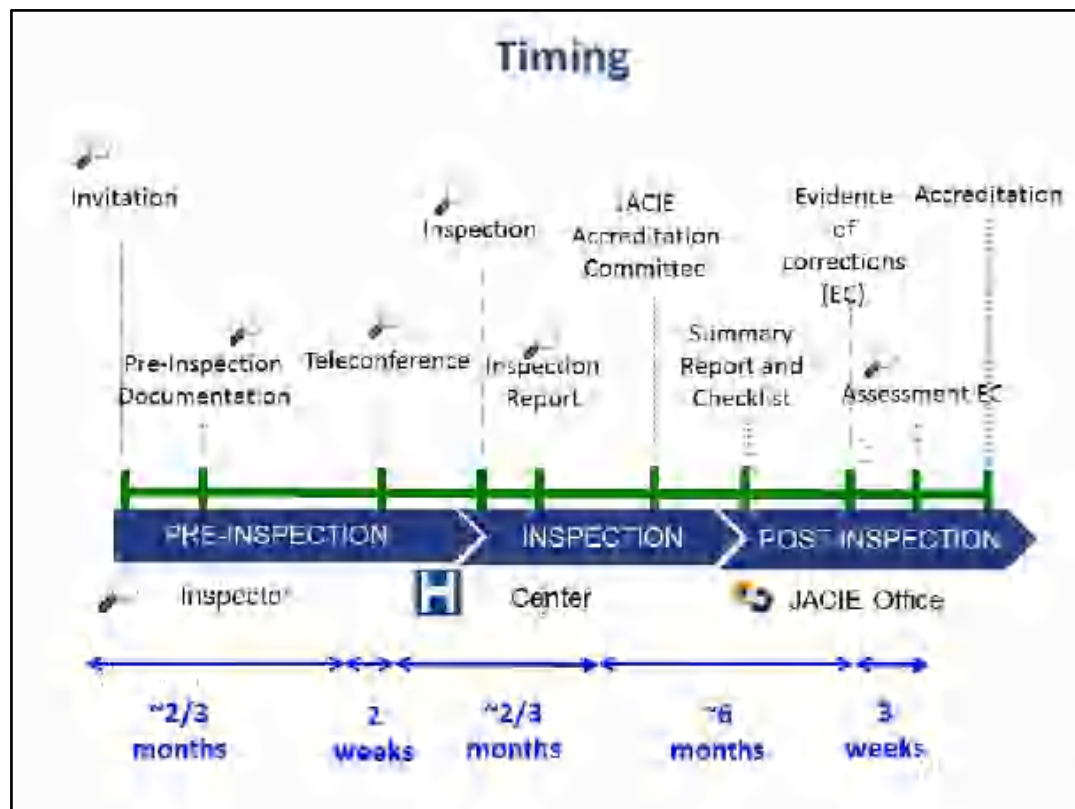 Timing
Invitation
Pre-Inspection
Documentation
Teleconference
Inspection
Inspection
Report
JACIE
Accreditation
Committee
Summary
Report and
Checklist
Evidence
of
corrections
(EC)
Assessment EC
Accreditation
PRE-INSPECTION
INSPECTION
POST-INSPECTION
Inspector
Center
JACIE Office
~2/3
months
2
weeks
~2/3
months
~6
months
3
weeks